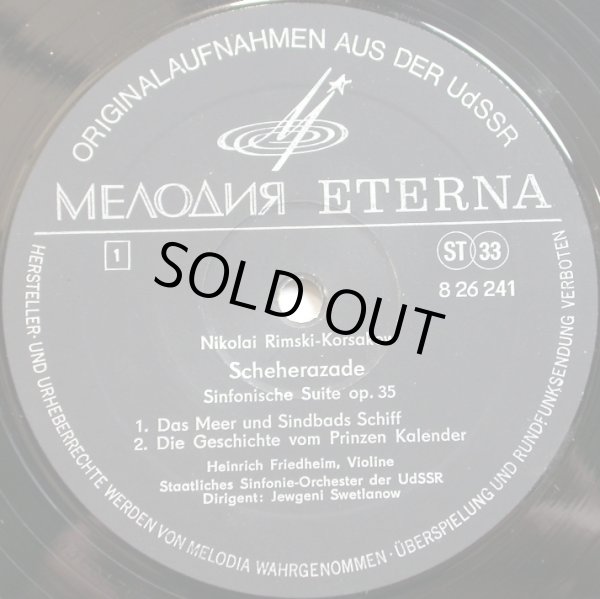 ORIGINALAUFNAHMEN AUS DER UdSSR
МЕЛОДИЯ ETERNA
1
ST 33
8 26 241
SOLD OUT
Nikolai Rimski-Korsakow
Scheherazade
Sinfonische Suite op. 35
1. Das Meer und Sindbads Schiff
2. Die Geschichte vom Prinzen Kalender
Heinrich Friedheim, Violine
Staatliches Sinfonie-Orchester der UdSSR
Dirigent: Jewgeni Swetlanow
HERSTELLER- UND URHEBERRECHTE WERDEN VON MELODIA WAHRGENOMMEN · ÜBERSPIELUNG UND RUNDFUNKSENDUNG VERBOTEN